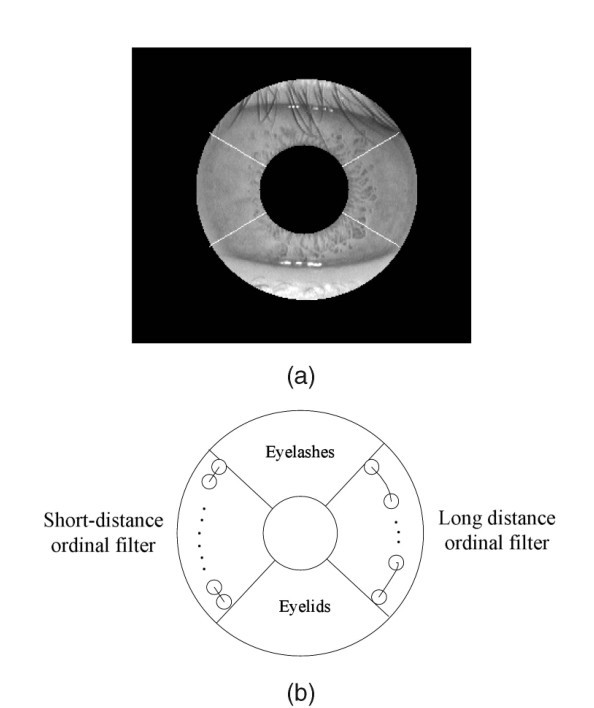 (a)
Eyelashes
Short-distance
ordinal filter
Long distance
ordinal filter
Eyelids
(b)